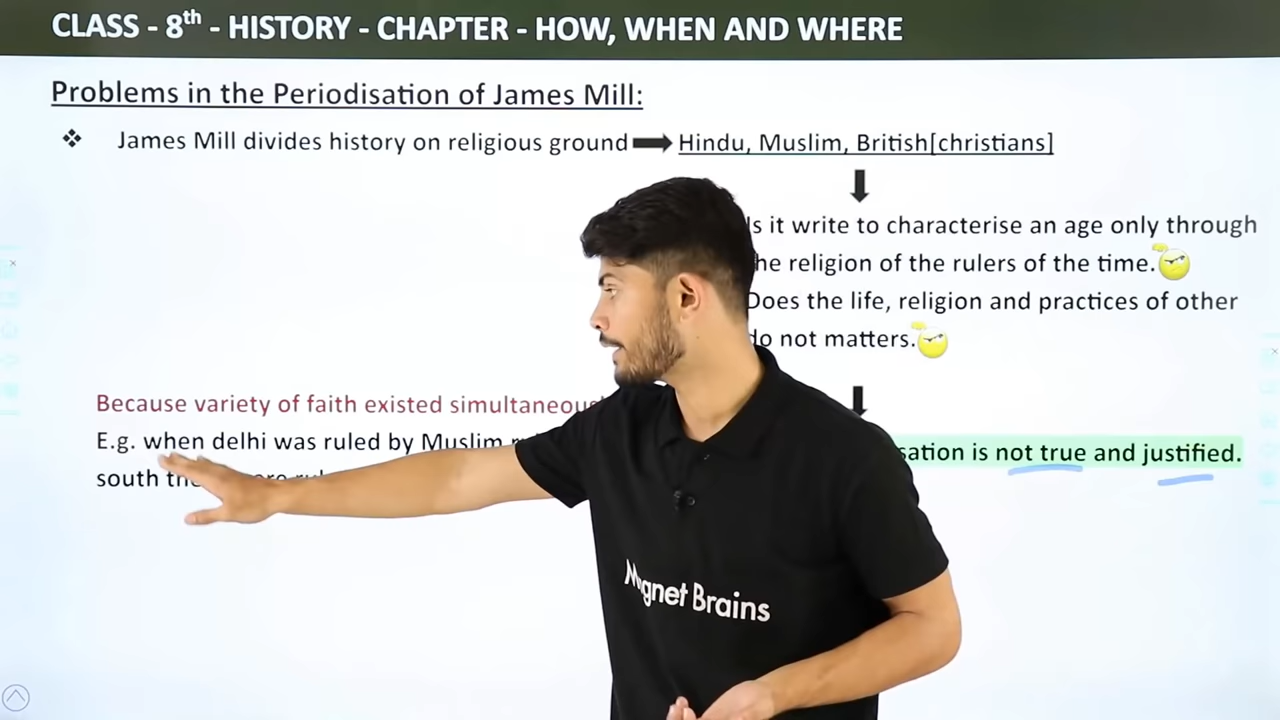 CLASS - 8th - HISTORY - CHAPTER - HOW, WHEN AND WHERE
Problems in the Periodisation of James Mill:
❖ James Mill divides history on religious ground ➡ Hindu, Muslim, British[christians]
Is it write to characterise an age only through
the religion of the rulers of the time.
Does the life, religion and practices of other
do not matters.
Because variety of faith existed
E.g. when delhi was ruled by Muslim
south
is not true and justified.
Magnet Brains